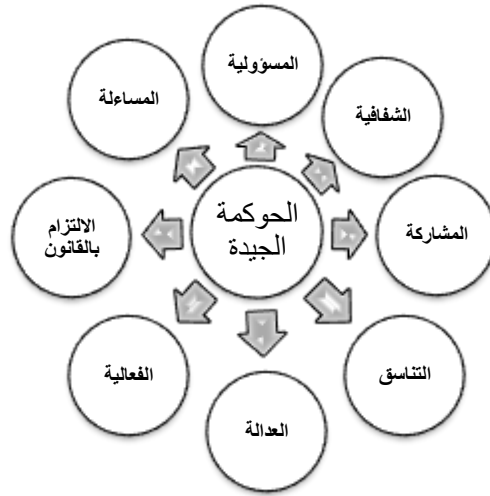 المسؤولية
الشفافية
المساءلة
الحوكمة
الجيدة
المشاركة
الالتزام
بالقانون
التناسق
الفعالية
العدالة